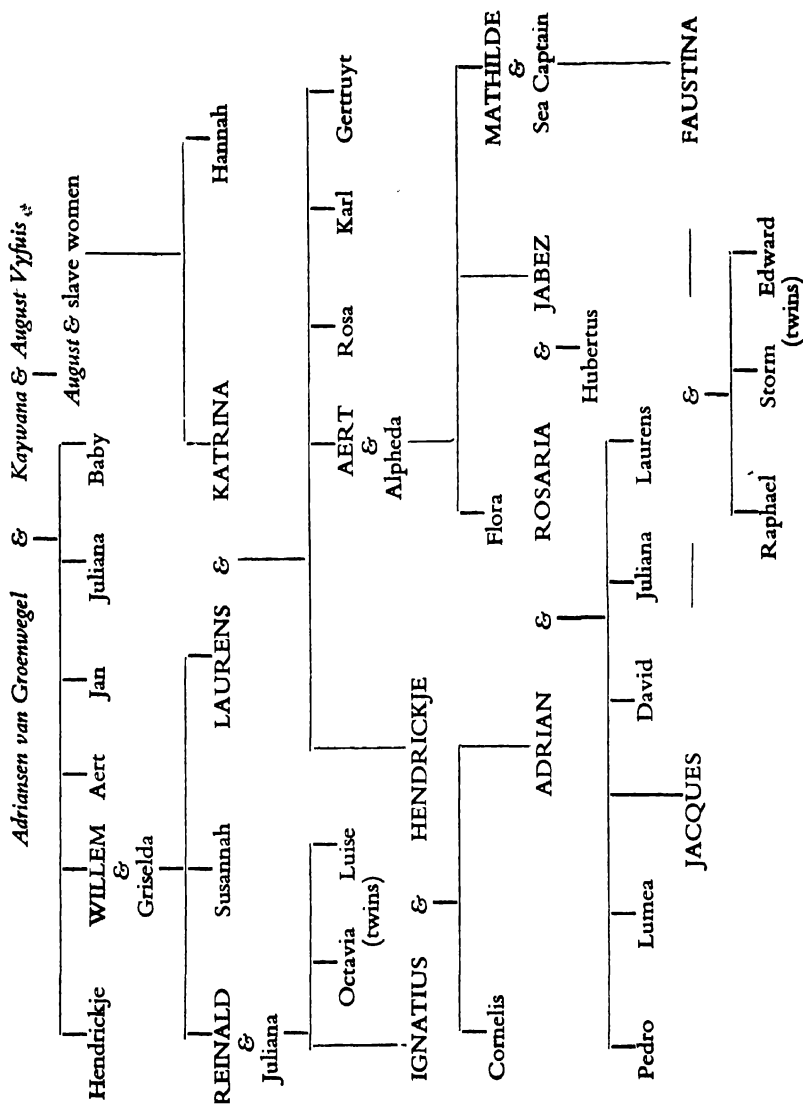 Adriansen van Groenwegel & Kaywana & August Vyfuis
August & slave women
Hendrickje WILLEM Aert Jan Juliana Baby
&
Griselda
REINALD Susannah LAURENS & KATRINA Hannah
&
Juliana
Octavia Luise
(twins)
IGNATIUS & HENDRICKJE AERT Rosa Karl Gertruyt
&
Alpheda
Cornelis ADRIAN & ROSARIA & JABEZ MATHILDE
Flora
&
Sea Captain
Hubertus
Pedro Lumea David Juliana Laurens
JACQUES & FAUSTINA
Raphael Storm Edward
(twins)